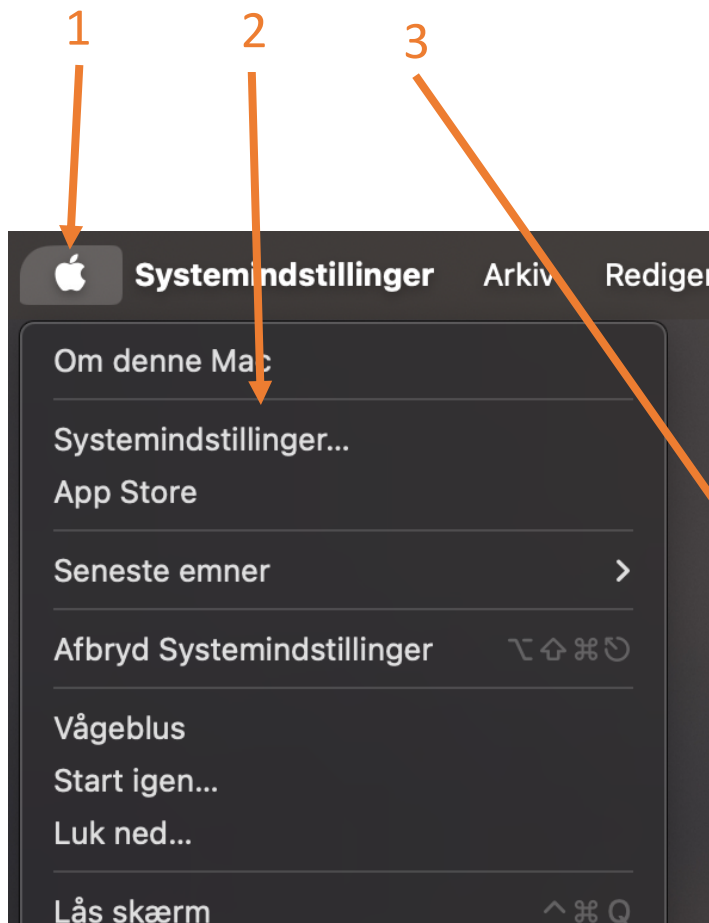 1 2 3
Systemindstillinger Arkiv Rediger
Om denne Mac
Systemindstillinger...
App Store
Seneste emner
Afbryd Systemindstillinger ⌥⇧⌘⎋
Vågeblus
Start igen...
Luk ned...
Lås skærm ^⌘Q